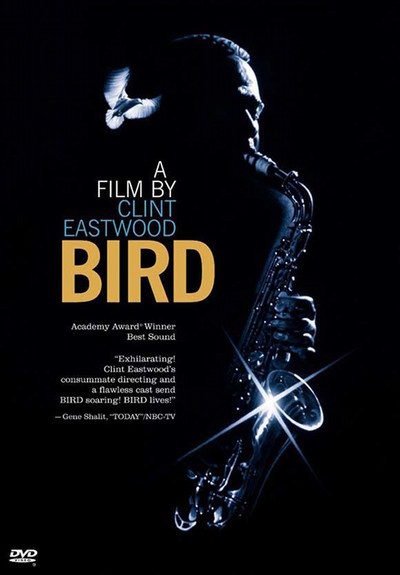 A
FILM BY
CLINT
EASTWOOD
BIRD
Academy Award® Winner
Best Sound
“Exhilarating!
Clint Eastwood's
consummate directing and
a flawless cast send
BIRD soaring! BIRD lives!”
—Gene Shalit, “TODAY”/NBC-TV
DVD
VIDEO